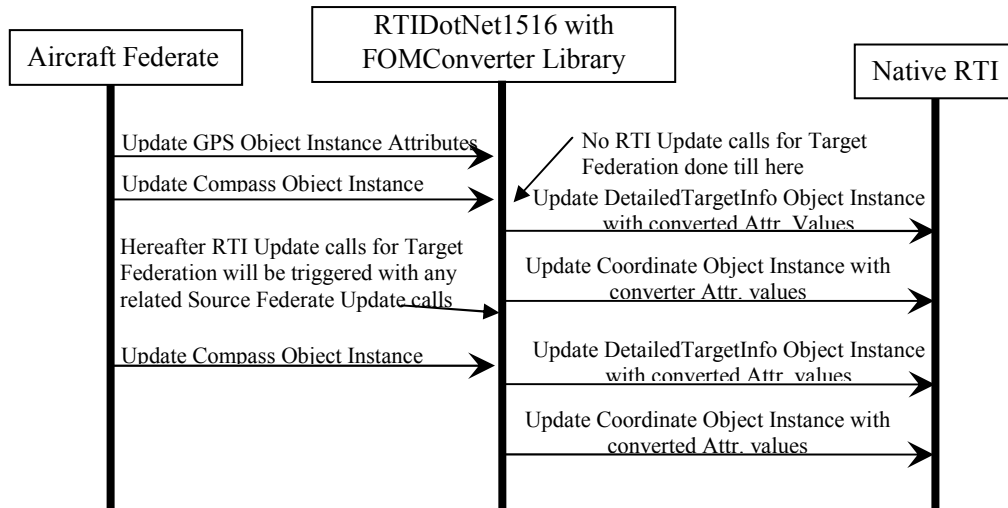 Aircraft Federate
RTIDotNet1516 with
FOMConverter Library
Native RTI
Update GPS Object Instance Attributes
No RTI Update calls for Target
Federation done till here
Update Compass Object Instance
Update DetailedTargetInfo Object Instance
with converted Attr. Values
Hereafter RTI Update calls for Target
Federation will be triggered with any
related Source Federate Update calls
Update Coordinate Object Instance with
converter Attr. values
Update Compass Object Instance
Update DetailedTargetInfo Object Instance
with converted Attr. values
Update Coordinate Object Instance with
converted Attr. values